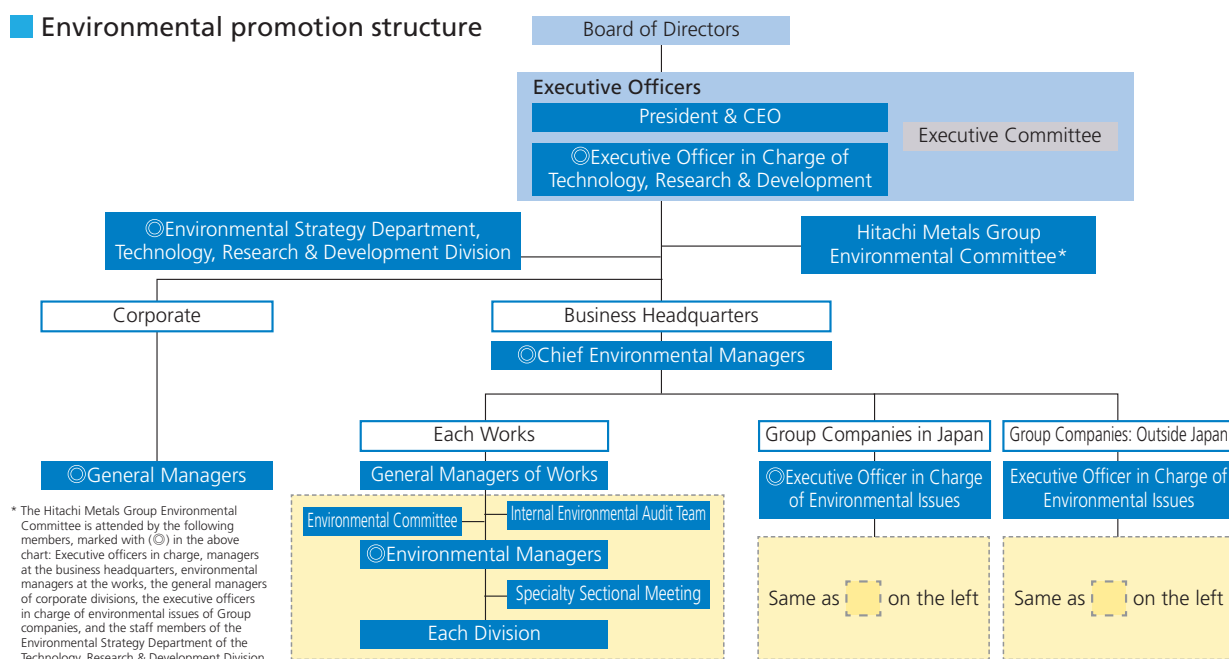 Environmental promotion structure
Board of Directors
Executive Officers
President & CEO
Executive Committee
◎Executive Officer in Charge of
Technology, Research & Development
◎Environmental Strategy Department,
Technology, Research & Development Division
Hitachi Metals Group
Environmental Committee*
Corporate
Business Headquarters
◎Chief Environmental Managers
Each Works
Group Companies in Japan
Group Companies: Outside Japan
◎General Managers
General Managers of Works
◎Executive Officer in Charge
of Environmental Issues
Executive Officer in Charge of
Environmental Issues
Environmental Committee
Internal Environmental Audit Team
◎Environmental Managers
Specialty Sectional Meeting
Each Division
Same as on the left
Same as on the left
* The Hitachi Metals Group Environmental
Committee is attended by the following
members, marked with (◎) in the above
chart: Executive officers in charge, managers
at the business headquarters, environmental
managers at the works, the general managers
of corporate divisions, the executive officers
in charge of environmental issues of Group
companies, and the staff members of the
Environmental Strategy Department of the
Technology, Research & Development Division